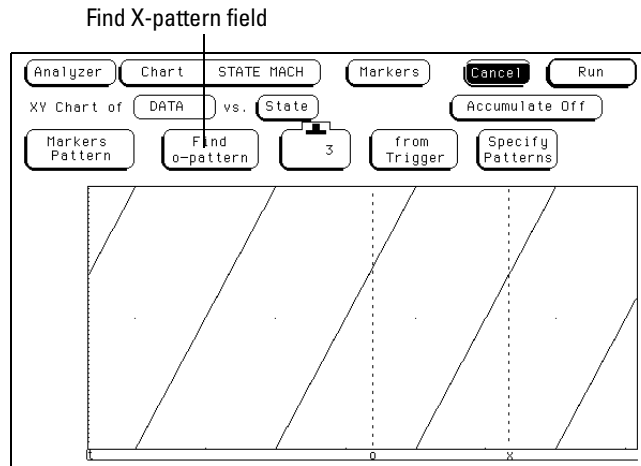 Find X-pattern field
Analyzer Chart STATE MACH Markers Cancel Run
XY Chart of DATA vs. State Accumulate Off
Markers Find 3 from Specify
Pattern o-pattern Trigger Patterns
t O X